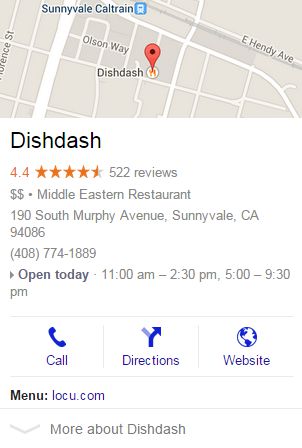 Sunnyvale Caltrain
Olson Way
E Hendy Ave
Florence St
Dishdash
Dishdash
4.4 522 reviews
$$ • Middle Eastern Restaurant
190 South Murphy Avenue, Sunnyvale, CA
94086
(408) 774-1889
Open today · 11:00 am – 2:30 pm, 5:00 – 9:30
pm
Call Directions Website
Menu: locu.com
More about Dishdash